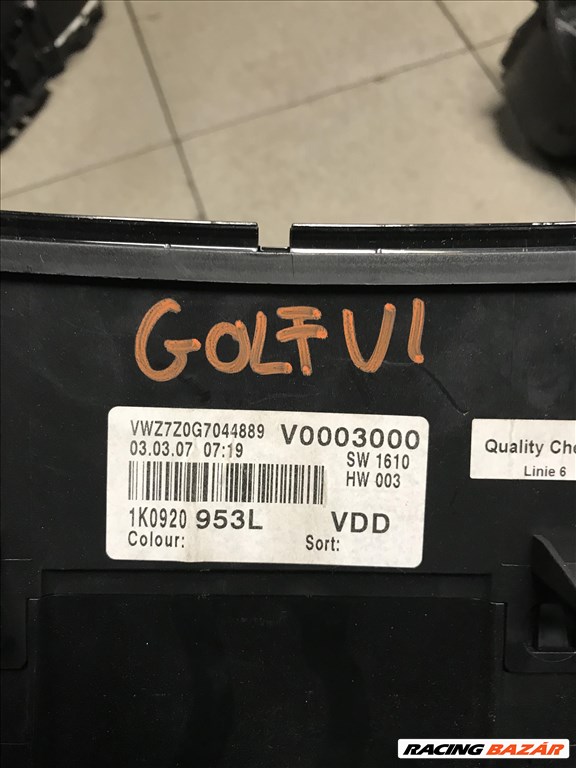 GOLF VI
VWZ7Z0G7044889 V0003000
03.03.07 07:19 SW 1610
HW 003
1K0920 953L VDD
Colour: Sort:
Quality Che
Linie 6
RACING BAZÁR